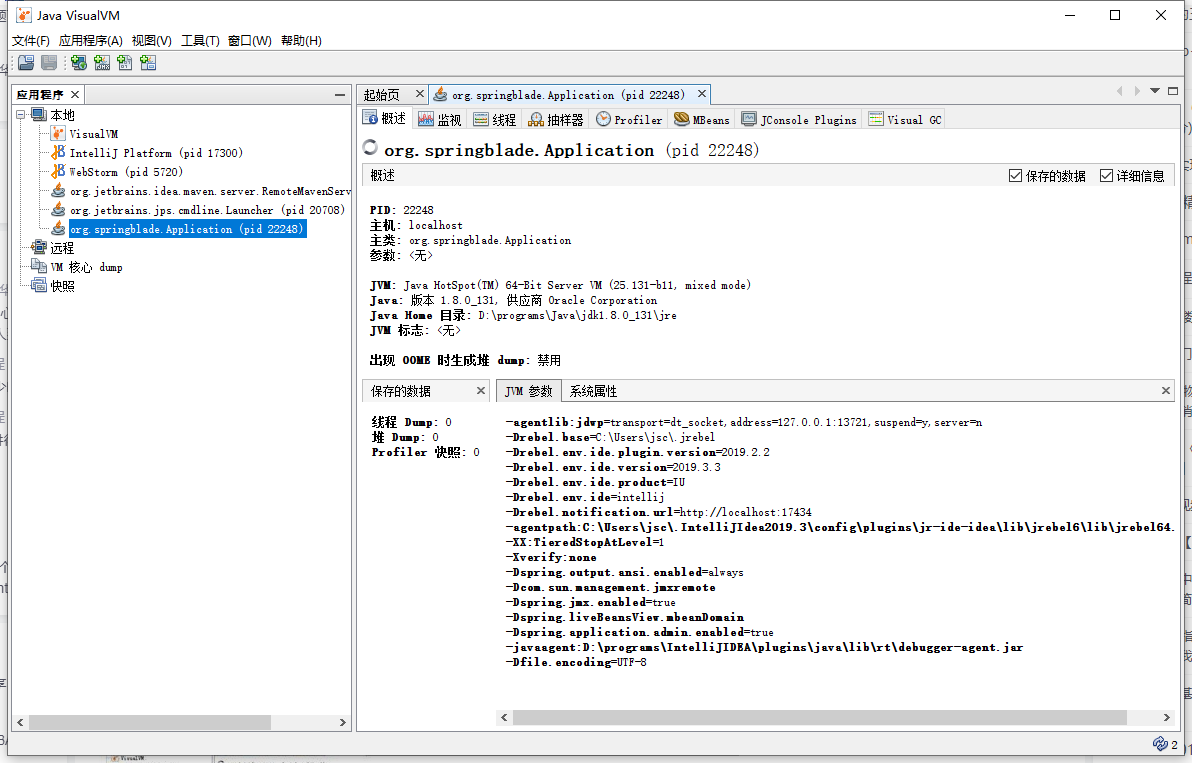 Java VisualVM
文件(F) 应用程序(A) 视图(V) 工具(T) 窗口(W) 帮助(H)
应用程序
本地
VisualVM
IntelliJ Platform (pid 17300)
WebStorm (pid 5720)
org.jetbrains.idea.maven.server.RemoteMavenServ
org.jetbrains.jps.cmdline.Launcher (pid 20708)
org.springblade.Application (pid 22248)
远程
VM 核心 dump
快照
起始页 org.springblade.Application (pid 22248)
概述 监视 线程 抽样器 Profiler MBeans JConsole Plugins Visual GC
org.springblade.Application (pid 22248)
概述 保存的数据 详细信息
PID: 22248
主机: localhost
主类: org.springblade.Application
参数: <无>
JVM: Java HotSpot(TM) 64-Bit Server VM (25.131-b11, mixed mode)
Java: 版本 1.8.0_131, 供应商 Oracle Corporation
Java Home 目录: D:\programs\Java\jdk1.8.0_131\jre
JVM 标志: <无>
出现 OOME 时生成堆 dump: 禁用
保存的数据
线程 Dump: 0
堆 Dump: 0
Profiler 快照: 0
JVM 参数 系统属性
-agentlib:jdwp=transport=dt_socket,address=127.0.0.1:13721,suspend=y,server=n
-Drebel.base=C:\Users\jsc\.jrebel
-Drebel.env.ide.plugin.version=2019.2.2
-Drebel.env.ide.version=2019.3.3
-Drebel.env.ide.product=IU
-Drebel.env.ide=intellij
-Drebel.notification.url=http://localhost:17434
-agentpath:C:\Users\jsc\.IntelliJIdea2019.3\config\plugins\jr-ide-idea\lib\jrebel6\lib\jrebel64.
-XX:TieredStopAtLevel=1
-Xverify:none
-Dspring.output.ansi.enabled=always
-Dcom.sun.management.jmxremote
-Dspring.jmx.enabled=true
-Dspring.liveBeansView.mbeanDomain
-Dspring.application.admin.enabled=true
-javaagent:D:\programs\IntelliJIDEA\plugins\java\lib\rt\debugger-agent.jar
-Dfile.encoding=UTF-8
2